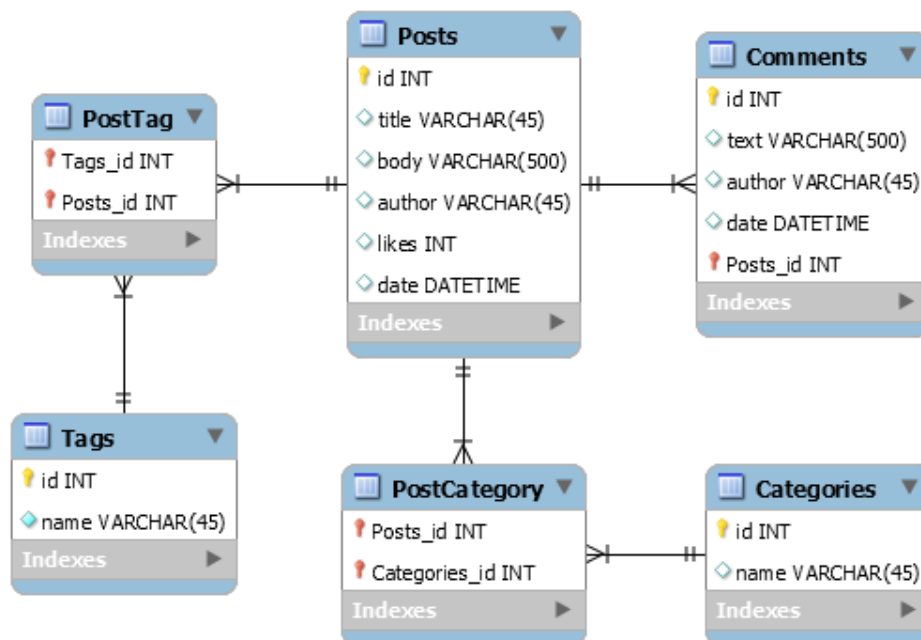 Posts
id INT
title VARCHAR(45)
body VARCHAR(500)
author VARCHAR(45)
likes INT
date DATETIME
Indexes
Comments
id INT
text VARCHAR(500)
author VARCHAR(45)
date DATETIME
Posts_id INT
Indexes
PostTag
Tags_id INT
Posts_id INT
Indexes
Tags
id INT
name VARCHAR(45)
Indexes
PostCategory
Posts_id INT
Categories_id INT
Indexes
Categories
id INT
name VARCHAR(45)
Indexes